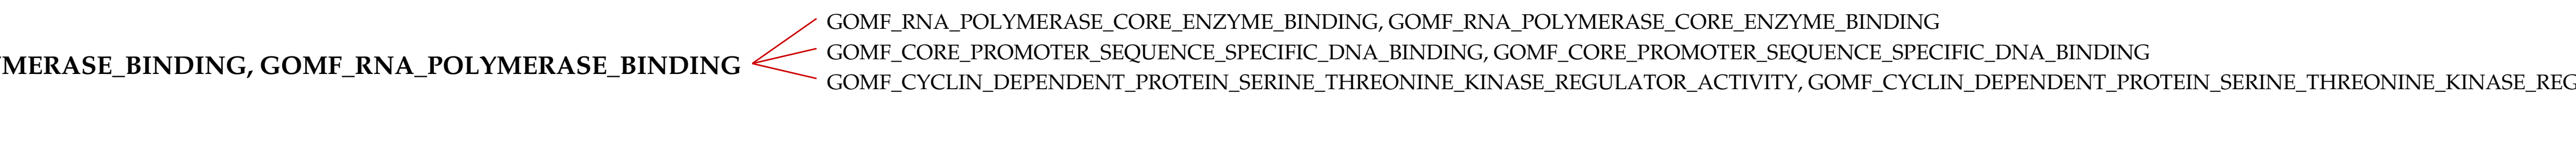 GOMF_RNA_POLYMERASE_CORE_ENZYME_BINDING, GOMF_RNA_POLYMERASE_CORE_ENZYME_BINDING
GOMF_CORE_PROMOTER_SEQUENCE_SPECIFIC_DNA_BINDING, GOMF_CORE_PROMOTER_SEQUENCE_SPECIFIC_DNA_BINDING
MERASE_BINDING, GOMF_RNA_POLYMERASE_BINDING
GOMF_CYCLIN_DEPENDENT_PROTEIN_SERINE_THREONINE_KINASE_REGULATOR_ACTIVITY, GOMF_CYCLIN_DEPENDENT_PROTEIN_SERINE_THREONINE_KINASE_REG